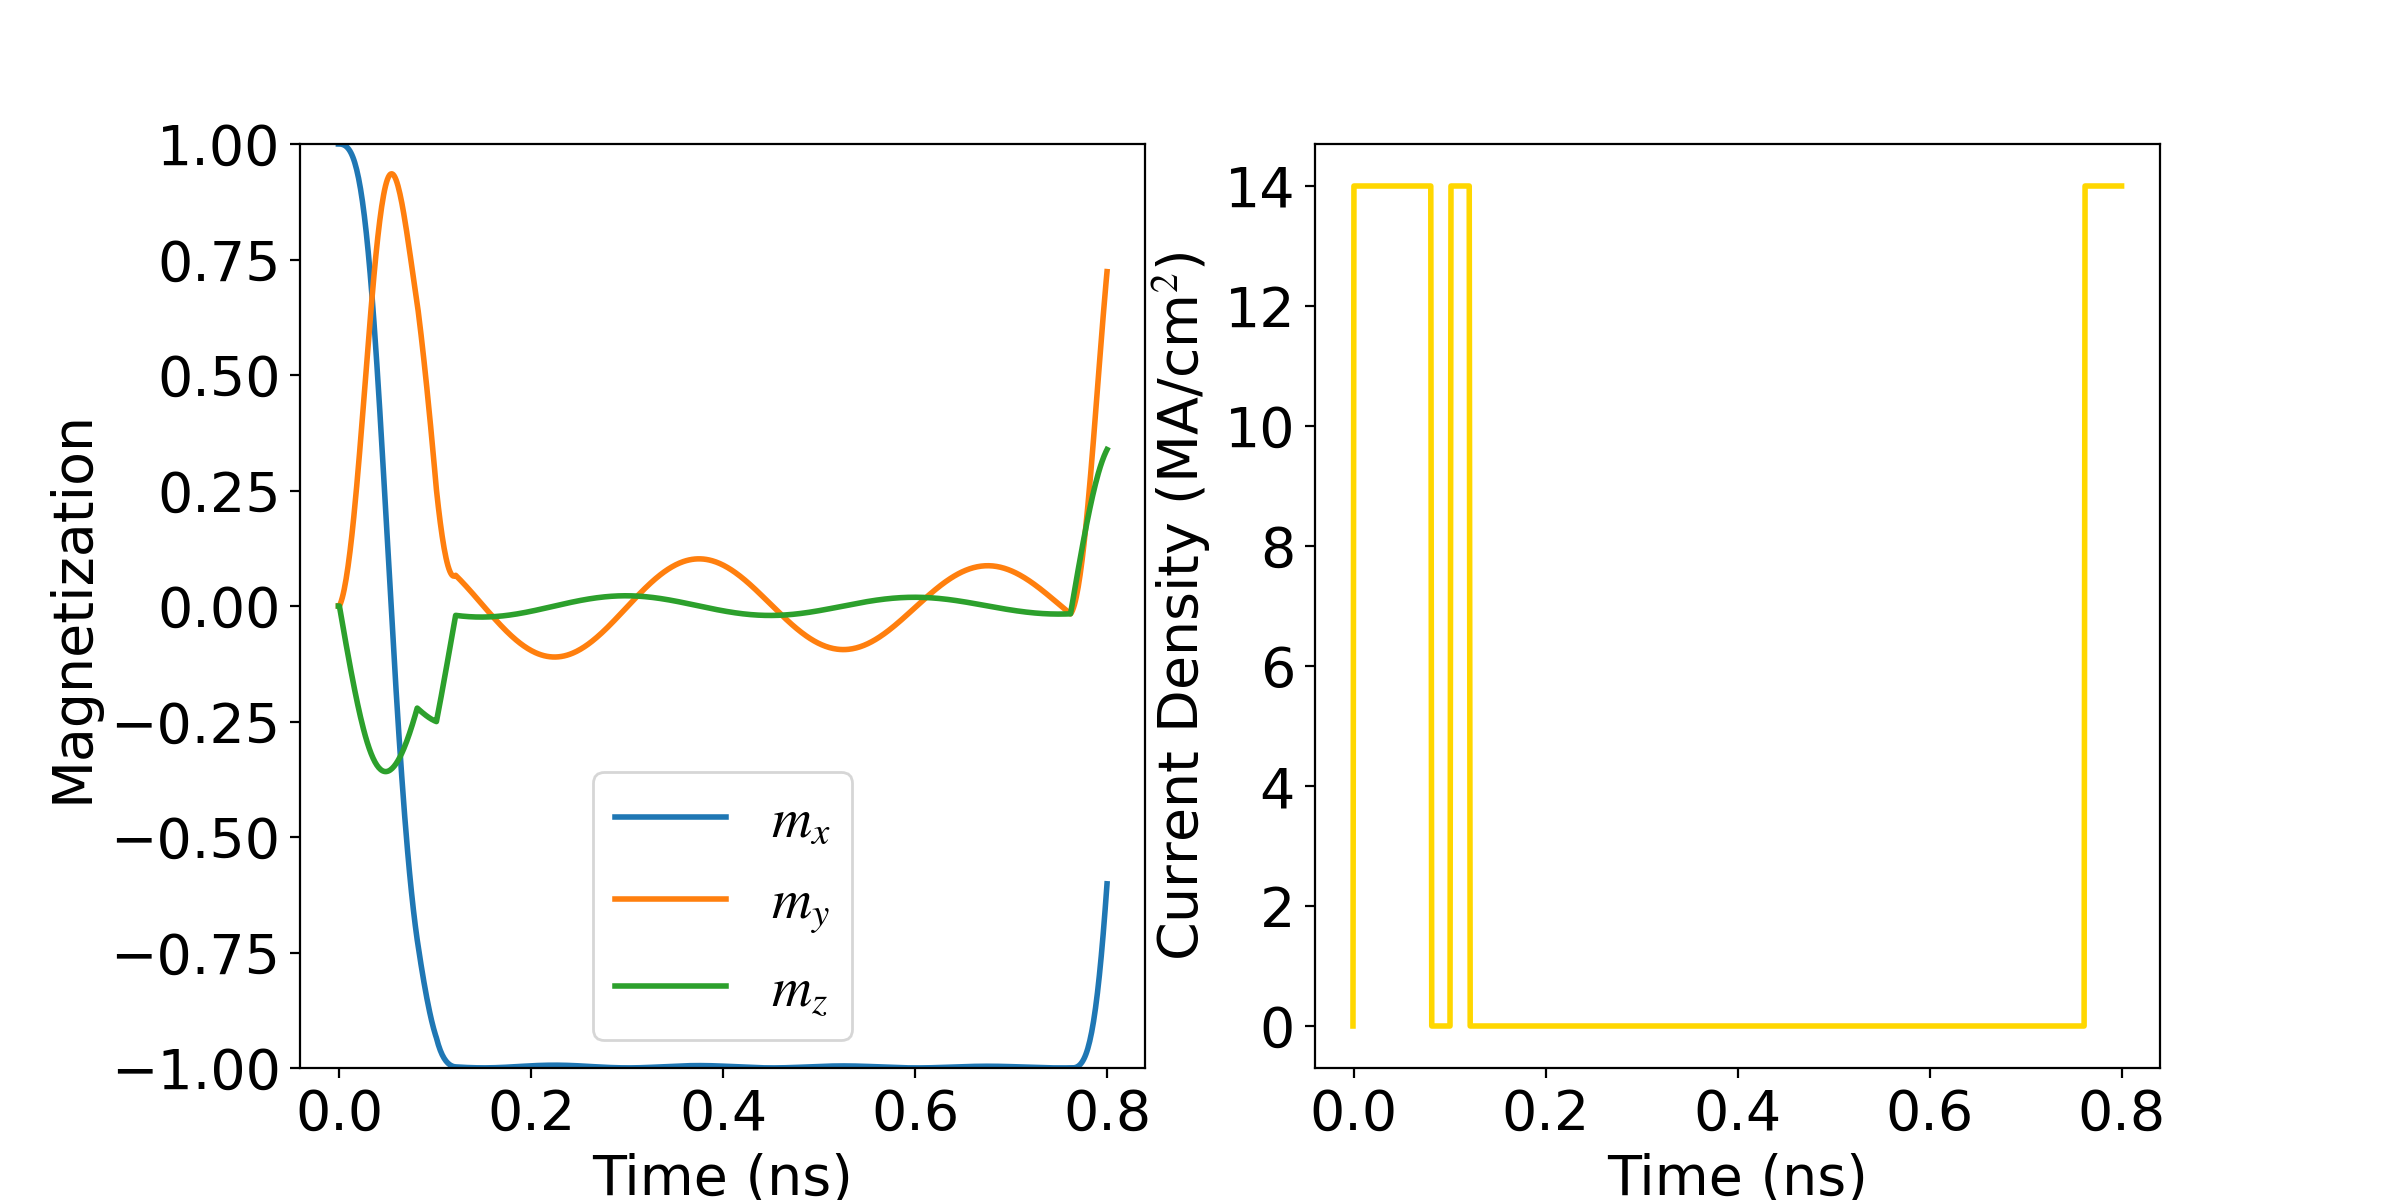 1.00
0.75
0.50
0.25
0.00
−0.25
−0.50
−0.75
−1.00
Magnetization
0.0 0.2 0.4 0.6 0.8
Time (ns)
m_x
m_y
m_z
14
12
10
8
6
4
2
0
Current Density (MA/cm²)
0.0 0.2 0.4 0.6 0.8
Time (ns)